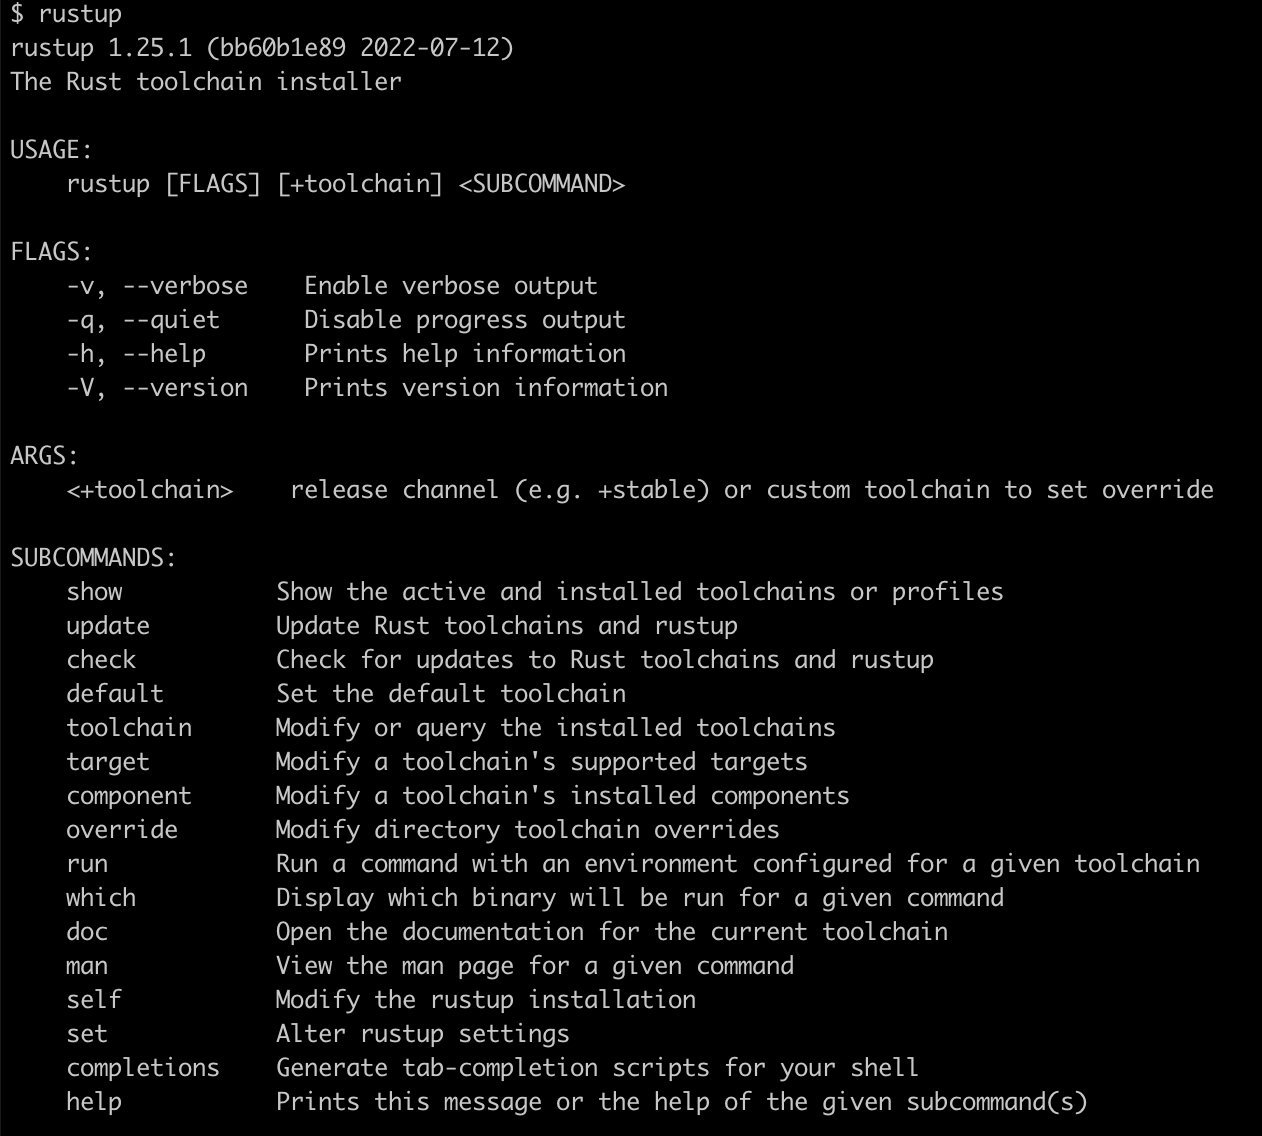 $ rustup
rustup 1.25.1 (bb60b1e89 2022-07-12)
The Rust toolchain installer

USAGE:
    rustup [FLAGS] [+toolchain] <SUBCOMMAND>

FLAGS:
    -v, --verbose    Enable verbose output
    -q, --quiet      Disable progress output
    -h, --help       Prints help information
    -V, --version    Prints version information

ARGS:
    <+toolchain>    release channel (e.g. +stable) or custom toolchain to set override

SUBCOMMANDS:
    show           Show the active and installed toolchains or profiles
    update         Update Rust toolchains and rustup
    check          Check for updates to Rust toolchains and rustup
    default        Set the default toolchain
    toolchain      Modify or query the installed toolchains
    target         Modify a toolchain's supported targets
    component      Modify a toolchain's installed components
    override       Modify directory toolchain overrides
    run            Run a command with an environment configured for a given toolchain
    which          Display which binary will be run for a given command
    doc            Open the documentation for the current toolchain
    man            View the man page for a given command
    self           Modify the rustup installation
    set            Alter rustup settings
    completions    Generate tab-completion scripts for your shell
    help           Prints this message or the help of the given subcommand(s)